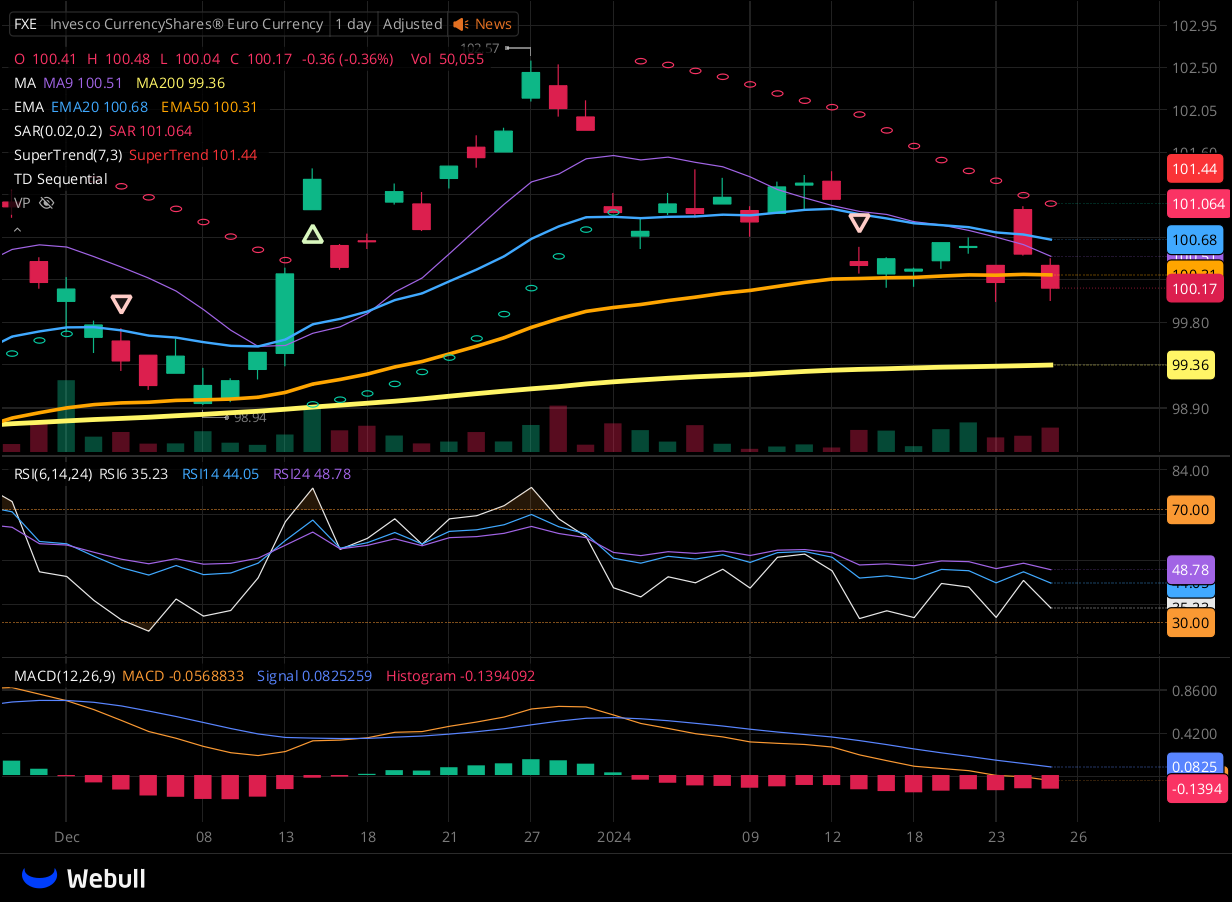 FXE Invesco CurrencyShares® Euro Currency 1 day Adjusted News
O 100.41 H 100.48 L 100.04 C 100.17 -0.36 (-0.36%) Vol 50,055
MA MA9 100.51 MA200 99.36
EMA EMA20 100.68 EMA50 100.31
SAR(0.02,0.2) SAR 101.064
SuperTrend(7,3) SuperTrend 101.44
TD Sequential
VP
98.94
102.95
102.50
102.05
101.60
101.44
101.064
100.68
100.17
99.80
99.36
98.90
RSI(6,14,24) RSI6 35.23 RSI14 44.05 RSI24 48.78
84.00
70.00
48.78
30.00
MACD(12,26,9) MACD -0.0568833 Signal 0.0825259 Histogram -0.1394092
0.8600
0.4200
0.0825
-0.1394
Dec 08 13 18 21 27 2024 09 12 18 23 26
Webull